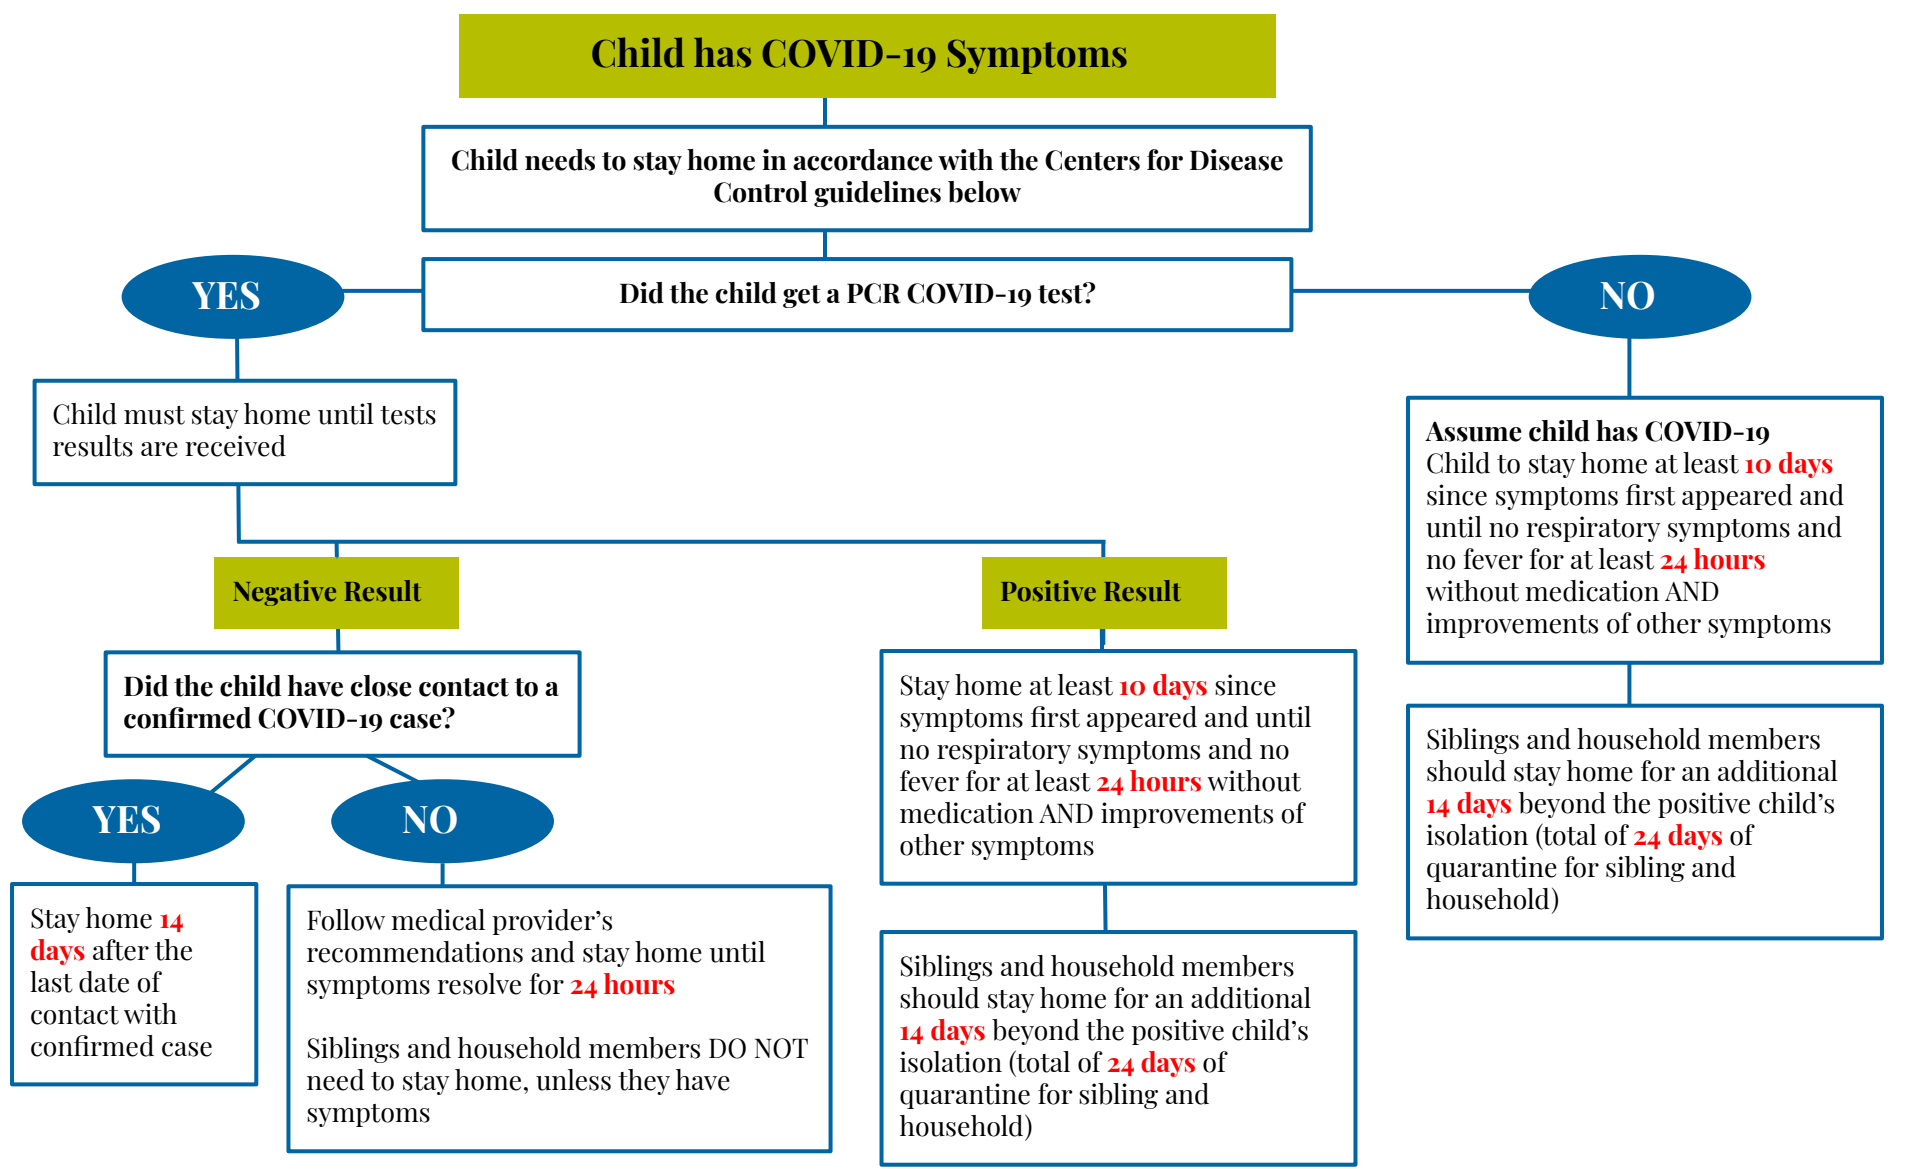 Child has COVID-19 Symptoms
Child needs to stay home in accordance with the Centers for Disease
Control guidelines below
Did the child get a PCR COVID-19 test?
YES
NO
Child must stay home until tests
results are received
Negative Result
Did the child have close contact to a
confirmed COVID-19 case?
YES
Stay home 14
days after the
last date of
contact with
confirmed case
NO
Follow medical provider’s
recommendations and stay home until
symptoms resolve for 24 hours
Siblings and household members DO NOT
need to stay home, unless they have
symptoms
Positive Result
Stay home at least 10 days since
symptoms first appeared and until
no respiratory symptoms and no
fever for at least 24 hours without
medication AND improvements of
other symptoms
Siblings and household members
should stay home for an additional
14 days beyond the positive child’s
isolation (total of 24 days of
quarantine for sibling and
household)
Assume child has COVID-19
Child to stay home at least 10 days
since symptoms first appeared and
until no respiratory symptoms and
no fever for at least 24 hours
without medication AND
improvements of other symptoms
Siblings and household members
should stay home for an additional
14 days beyond the positive child’s
isolation (total of 24 days of
quarantine for sibling and
household)